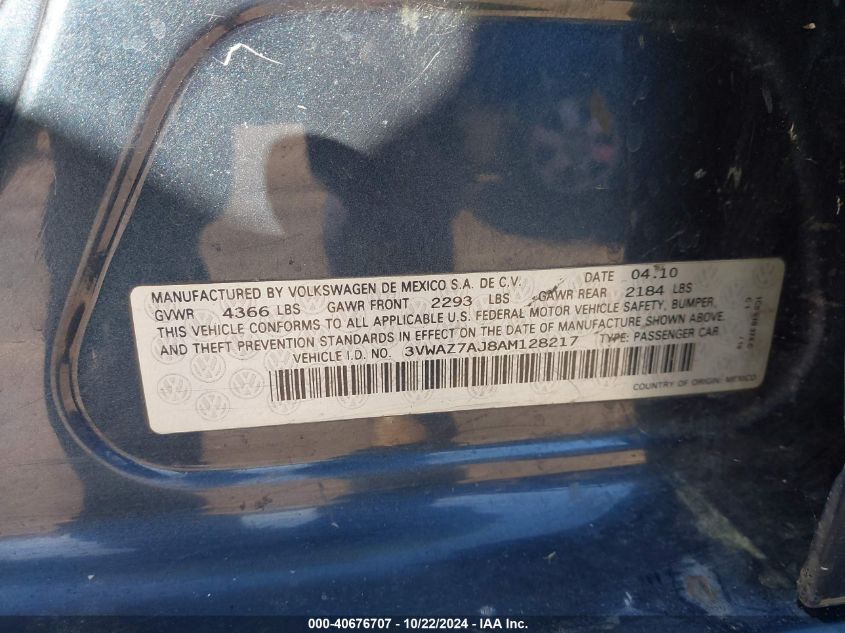 MANUFACTURED BY VOLKSWAGEN DE MEXICO S.A. DE C.V. DATE 04.10
GVWR 4366 LBS GAWR FRONT 2293 LBS GAWR REAR 2184 LBS
THIS VEHICLE CONFORMS TO ALL APPLICABLE U.S. FEDERAL MOTOR VEHICLE SAFETY, BUMPER,
AND THEFT PREVENTION STANDARDS IN EFFECT ON THE DATE OF MANUFACTURE SHOWN ABOVE.
VEHICLE I.D. NO. 3VWAZ7AJ8AM128217 TYPE: PASSENGER CAR
COUNTRY OF ORIGIN: MEXICO
000-40676707 - 10/22/2024 - IAA Inc.